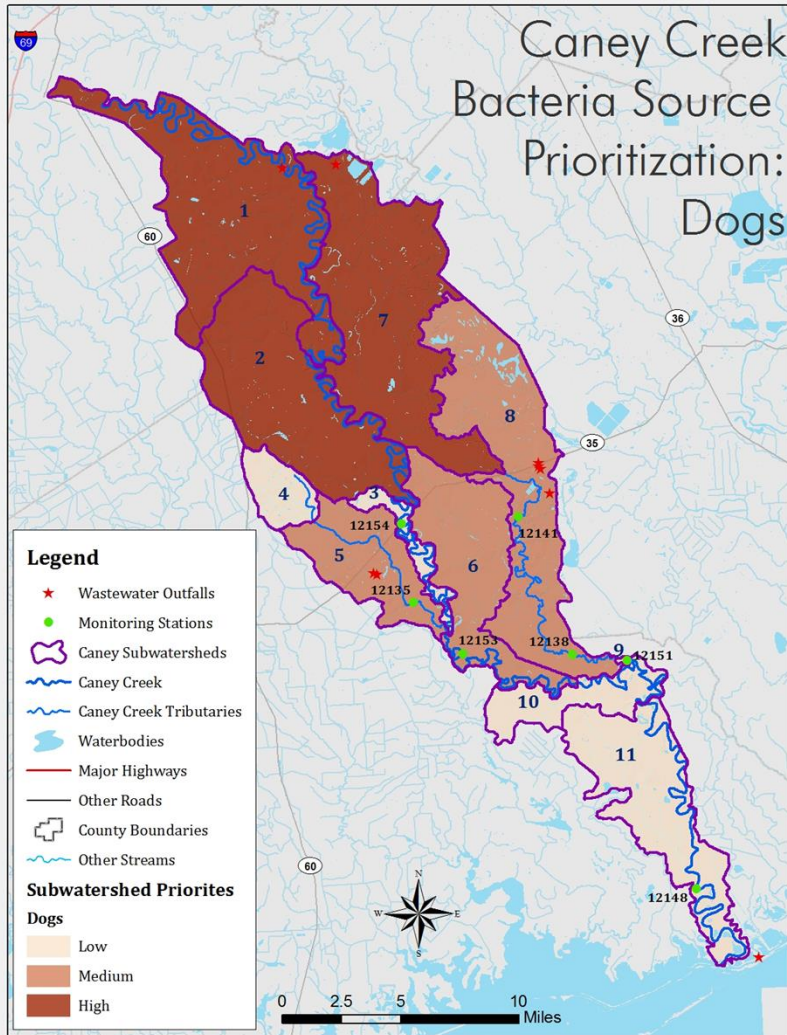 Caney Creek
Bacteria Source
Prioritization:
Dogs
69
60
1
7
36
2
8
35
4
3
12154
12141
5
6
12135
12153
12138
9
12151
10
11
60
12148
Legend
Wastewater Outfalls
Monitoring Stations
Caney Subwatersheds
Caney Creek
Caney Creek Tributaries
Waterbodies
Major Highways
Other Roads
County Boundaries
Other Streams
Subwatershed Priorites
Dogs
Low
Medium
High
N
W E
S
0 2.5 5 10
Miles